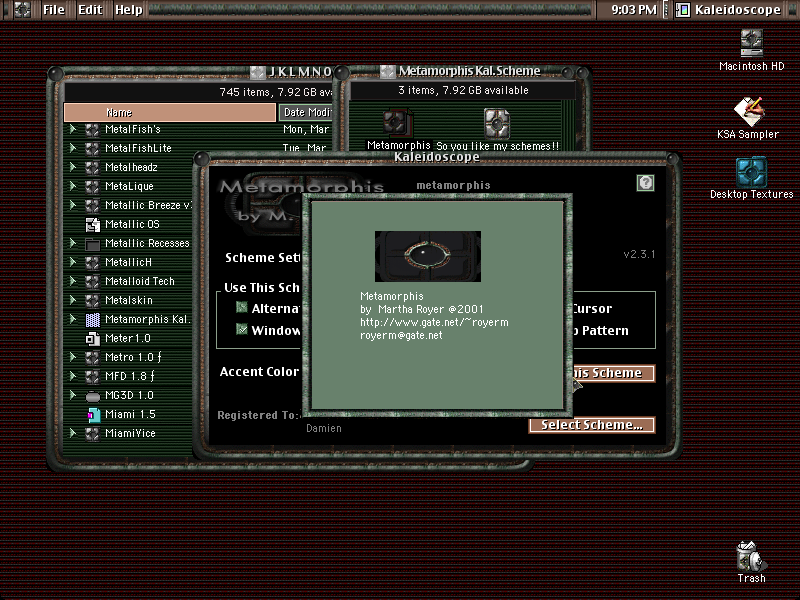 File Edit Help
9:03 PM Kaleidoscope
Macintosh HD
KSA Sampler
Desktop Textures
Trash
J K L M N O
745 items, 7.92 GB
Name
Date Modi
MetalFish's
Mon, Mar
MetalFishLite
Tue, Mar
Metalheadz
MetaLique
Metallic Breeze
Metallic OS
Metallic Recesses
MetallicH
Metalloid Tech
Metalskin
Metamorphis Kal.
Meter1.0
Metro 1.0 ƒ
MFD 1.8 ƒ
MG3D 1.0
Miami 1.5
MiamiVice
Metamorphis Kal.Scheme
3 items, 7.92 GB available
Metamorphis
So you like my schemes!!
Kaleidoscope
Metamorphis
by M.
metamorphis
v2.3.1
Scheme Set
Use This Sch
Alterna
Window
Cursor
Pattern
Accent Color
his Scheme
Registered To:
Damien
Select Scheme...
Metamorphis
by Martha Royer @2001
http://www.gate.net/~royerm
royerm@gate.net